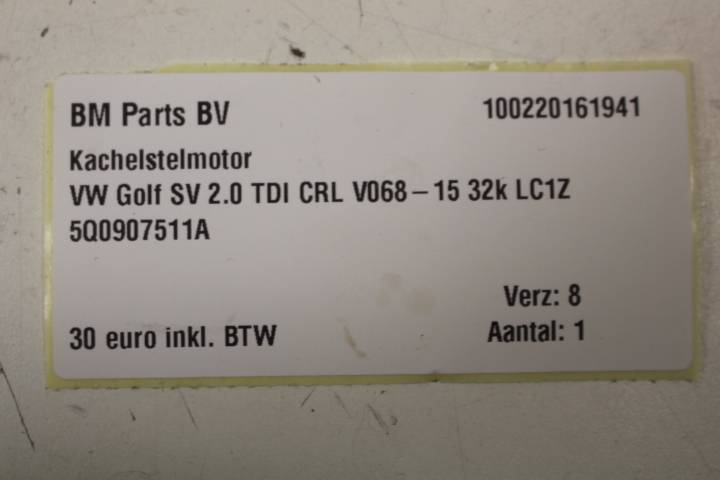 BM Parts BV 100220161941
Kachelstelmotor
VW Golf SV 2.0 TDI CRL V068-15 32k LC1Z
5Q0907511A
Verz: 8
30 euro inkl. BTW Aantal: 1